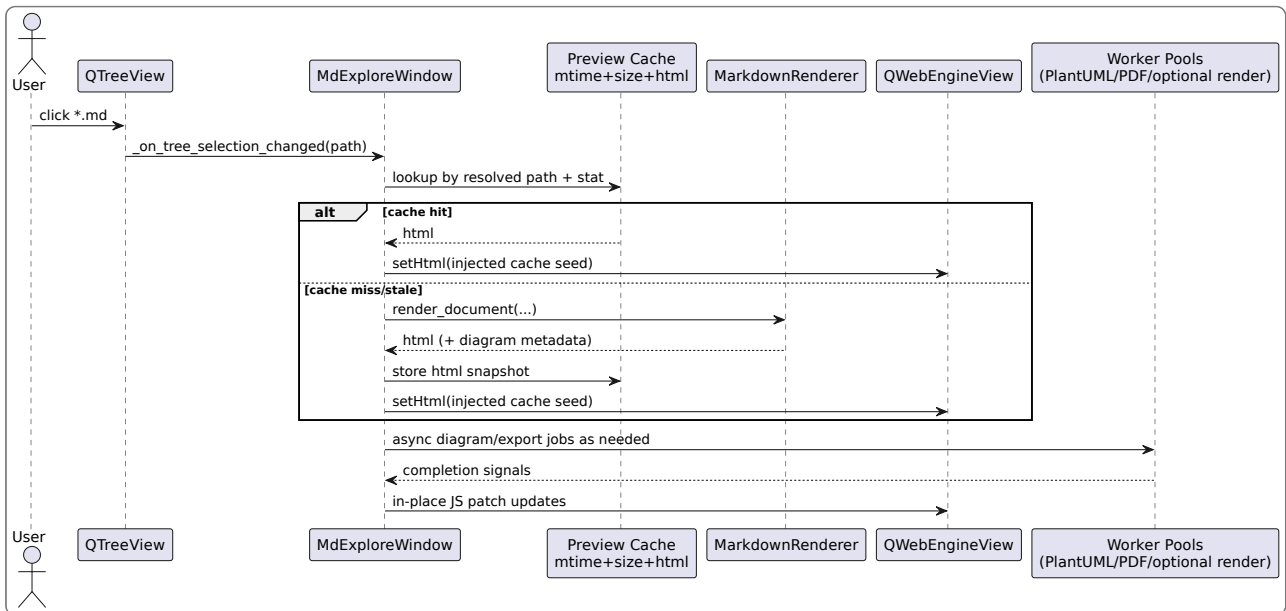 User
QTreeView
MdExploreWindow
Preview Cache
mtime+size+html
MarkdownRenderer
QWebEngineView
Worker Pools
(PlantUML/PDF/optional render)
click *.md
_on_tree_selection_changed(path)
lookup by resolved path + stat
alt [cache hit]
html
setHtml(injected cache seed)
[cache miss/stale]
render_document(...)
html (+ diagram metadata)
store html snapshot
setHtml(injected cache seed)
async diagram/export jobs as needed
completion signals
in-place JS patch updates
User
QTreeView
MdExploreWindow
Preview Cache
mtime+size+html
MarkdownRenderer
QWebEngineView
Worker Pools
(PlantUML/PDF/optional render)